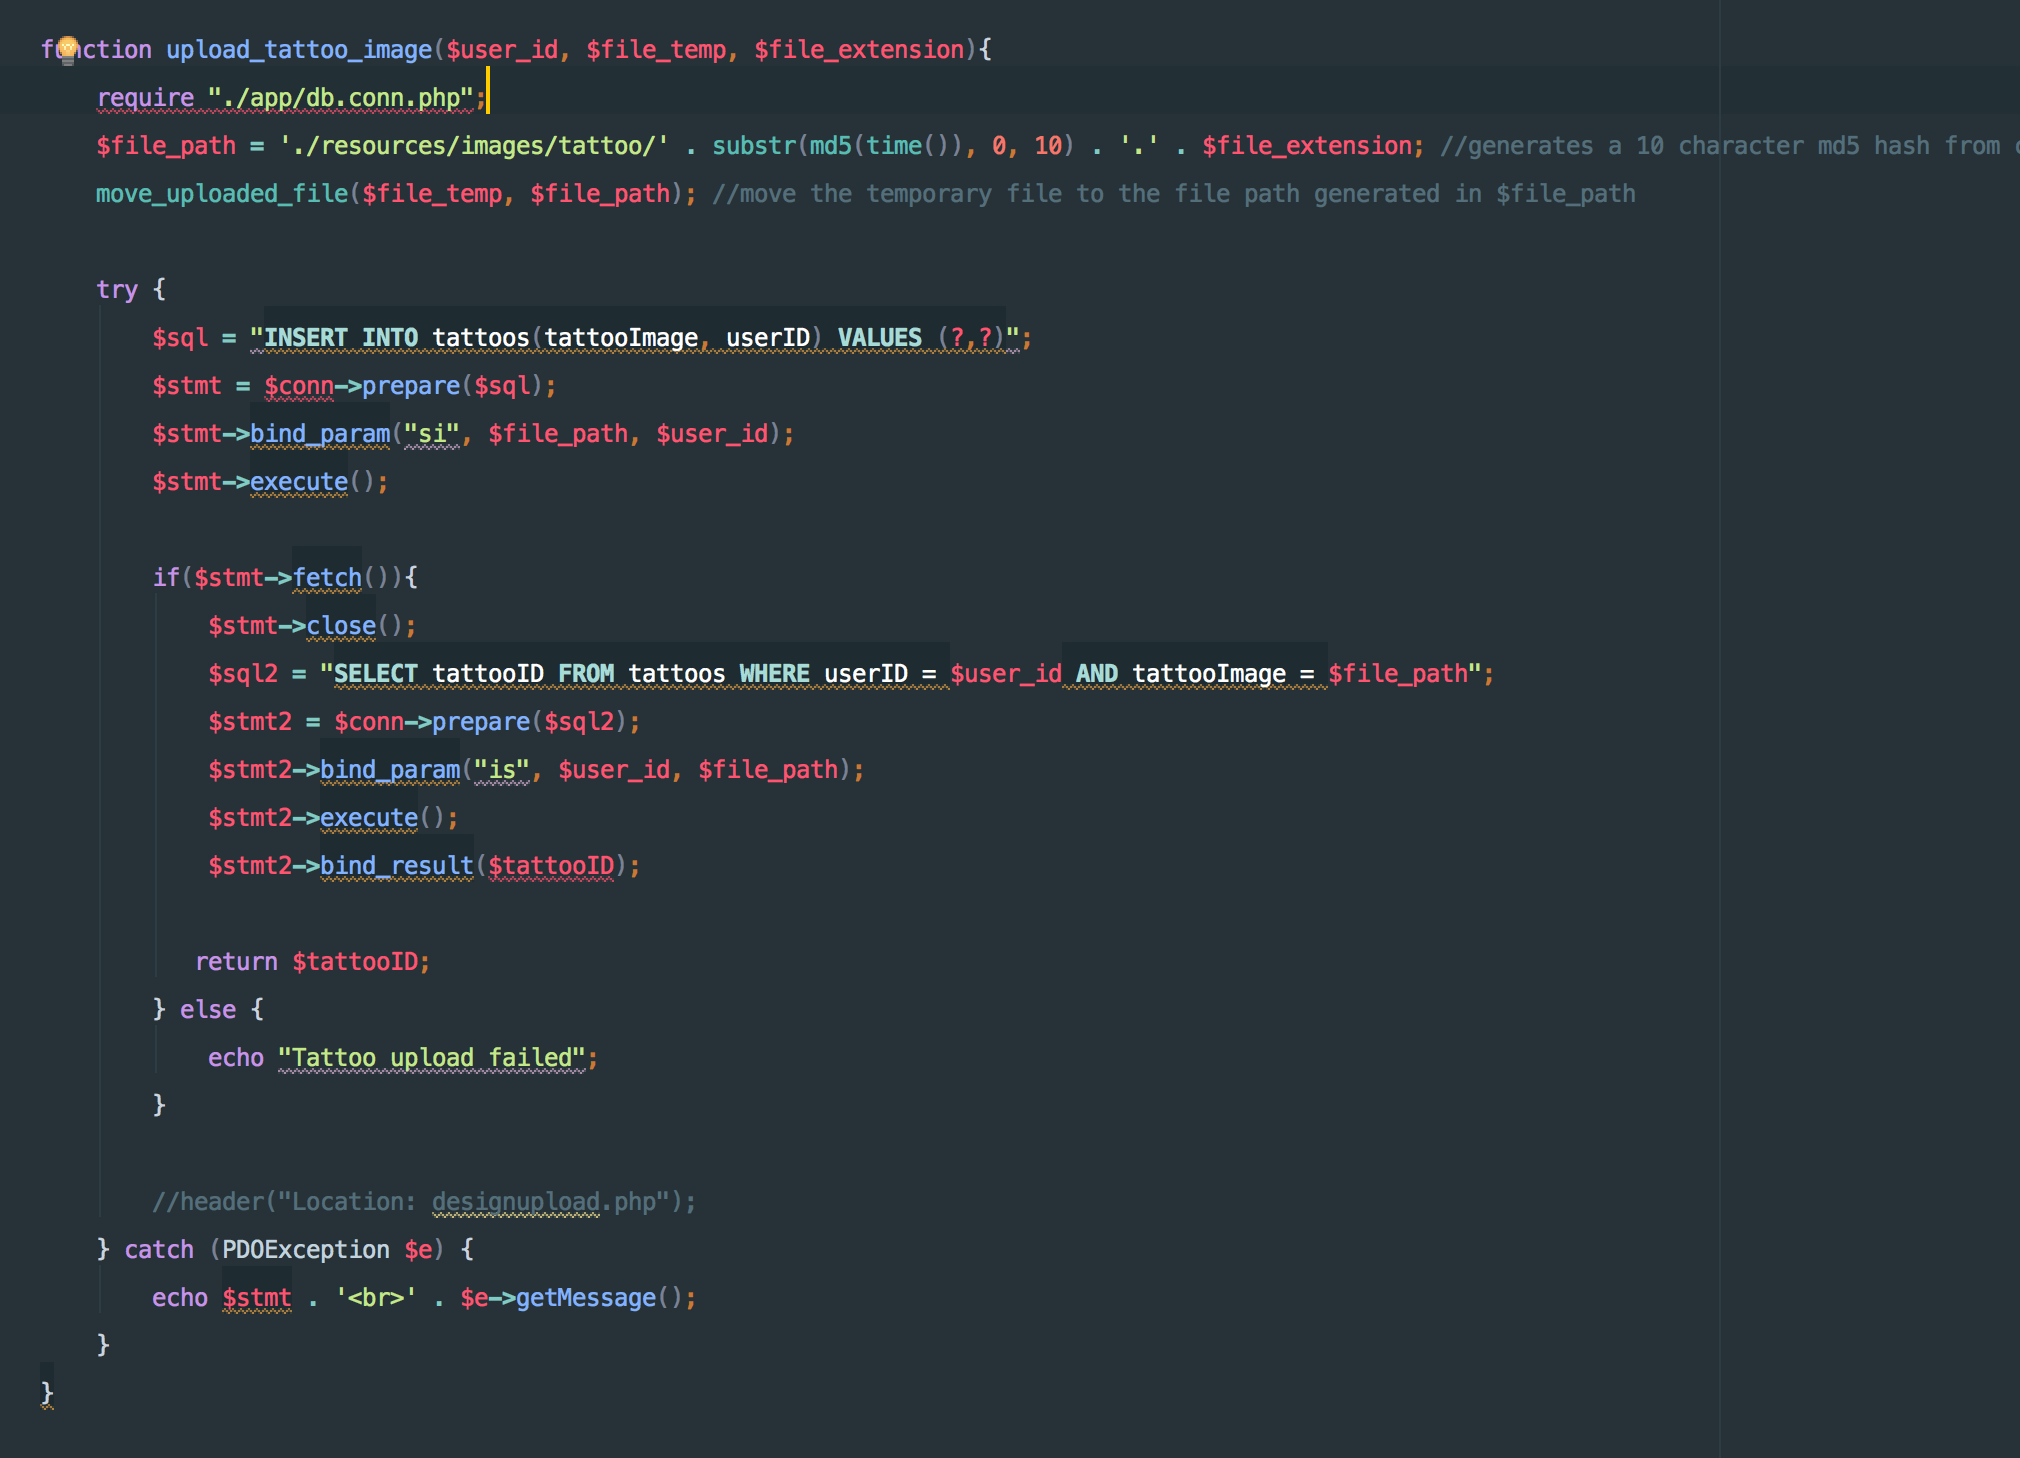 function upload_tattoo_image($user_id, $file_temp, $file_extension){
    require "./app/db.conn.php";
    $file_path = './resources/images/tattoo/' . substr(md5(time()), 0, 10) . '.' . $file_extension; //generates a 10 character md5 hash from
    move_uploaded_file($file_temp, $file_path); //move the temporary file to the file path generated in $file_path
    try {
        $sql = "INSERT INTO tattoos(tattooImage, userID) VALUES (?,?)";
        $stmt = $conn->prepare($sql);
        $stmt->bind_param("si", $file_path, $user_id);
        $stmt->execute();
        if($stmt->fetch()){
            $stmt->close();
            $sql2 = "SELECT tattooID FROM tattoos WHERE userID = $user_id AND tattooImage = $file_path";
            $stmt2 = $conn->prepare($sql2);
            $stmt2->bind_param("is", $user_id, $file_path);
            $stmt2->execute();
            $stmt2->bind_result($tattooID);
           return $tattooID;
        } else {
            echo "Tattoo upload failed";
        }
        //header("Location: designupload.php");
    } catch (PDOException $e) {
        echo $stmt . '<br>' . $e->getMessage();
    }
}